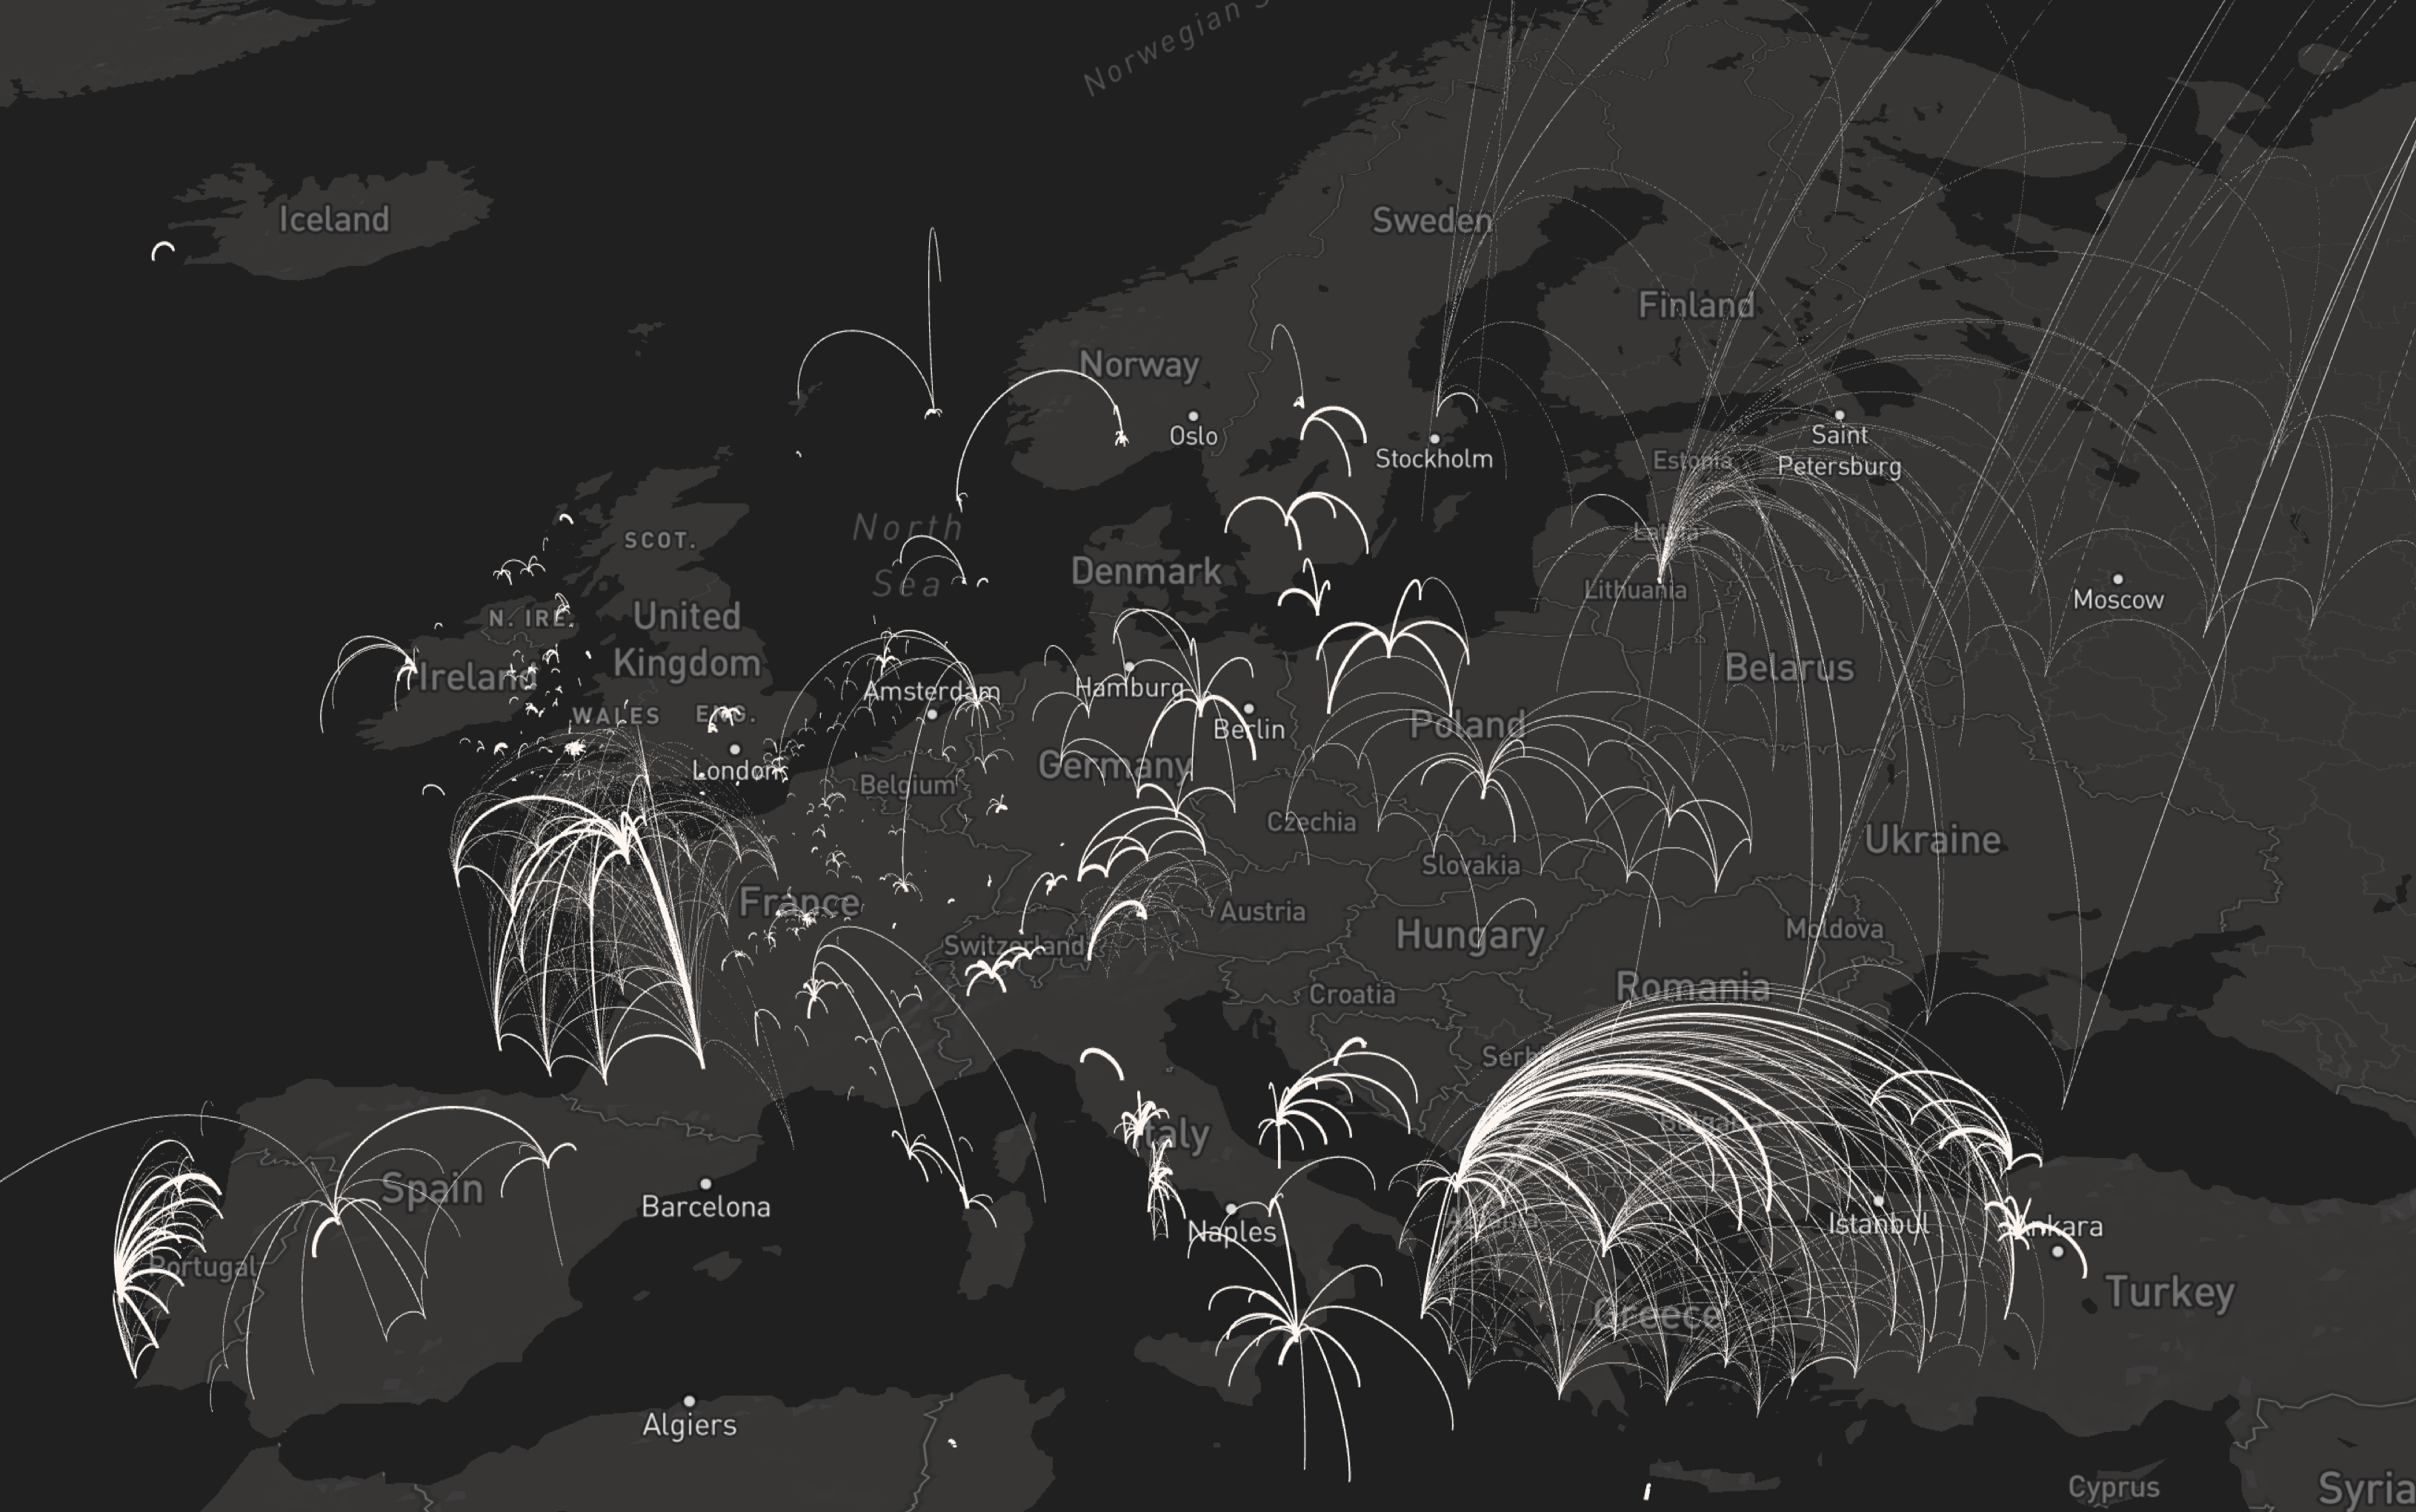 Norwegian S
Iceland
Sweden
Finland
Norway
Oslo
Stockholm
Saint
Petersburg
Estonia
North
Sea
SCOT.
Denmark
Latvia
Lithuania
Moscow
N. IRE.
United
Kingdom
Ireland
Belarus
Amsterdam
Hamburg
Berlin
WALES
ENG.
London
Poland
Germany
Belgium
Czechia
Ukraine
Slovakia
France
Austria
Switzerland
Hungary
Moldova
Romania
Croatia
Serbia
Bulgaria
Italy
Spain
Barcelona
Portugal
Naples
Albania
Istanbul
Ankara
Turkey
Greece
Algiers
Cyprus
Syria